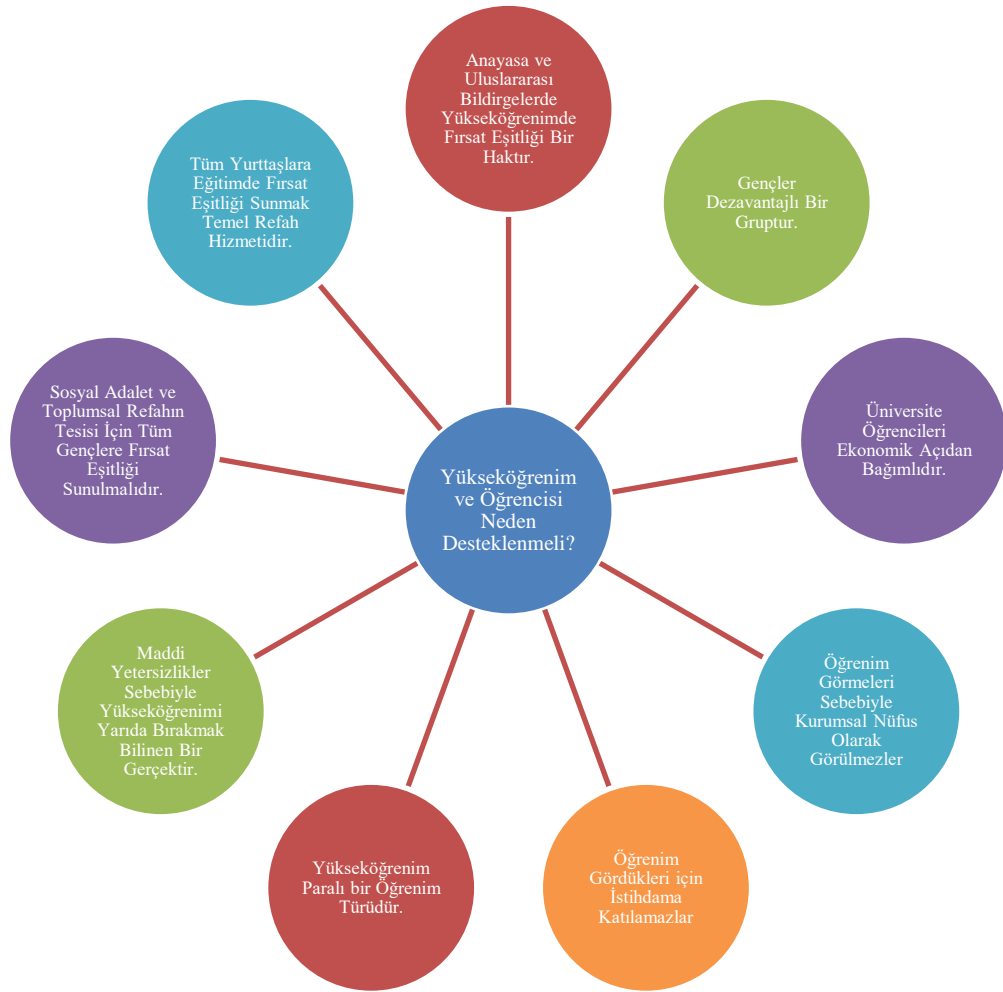 Anayasa ve
Uluslararası
Bildirgelerde
Yükseköğrenimde
Fırsat Eşitliği Bir
Haktır.
Gençler
Dezavantajlı Bir
Gruptur.
Üniversite
Öğrencileri
Ekonomik Açıdan
Bağımlıdır.
Öğrenim
Görmeleri
Sebebiyle
Kurumsal Nüfus
Olarak
Görülmezler
Öğrenim
Gördükleri için
İstihdama
Katılamazlar
Yükseköğrenim
Paralı bir Öğrenim
Türüdür.
Maddi
Yetersizlikler
Sebebiyle
Yükseköğrenimi
Yarıda Bırakmak
Bilinen Bir
Gerçektir.
Sosyal Adalet ve
Toplumsal Refahın
Tesisi İçin Tüm
Gençlere Fırsat
Eşitliği
Sunulmalıdır.
Tüm Yurttaşlara
Eğitimde Fırsat
Eşitliği Sunmak
Temel Refah
Hizmetidir.
Yükseköğrenim
ve Öğrencisi
Neden
Desteklenmeli?